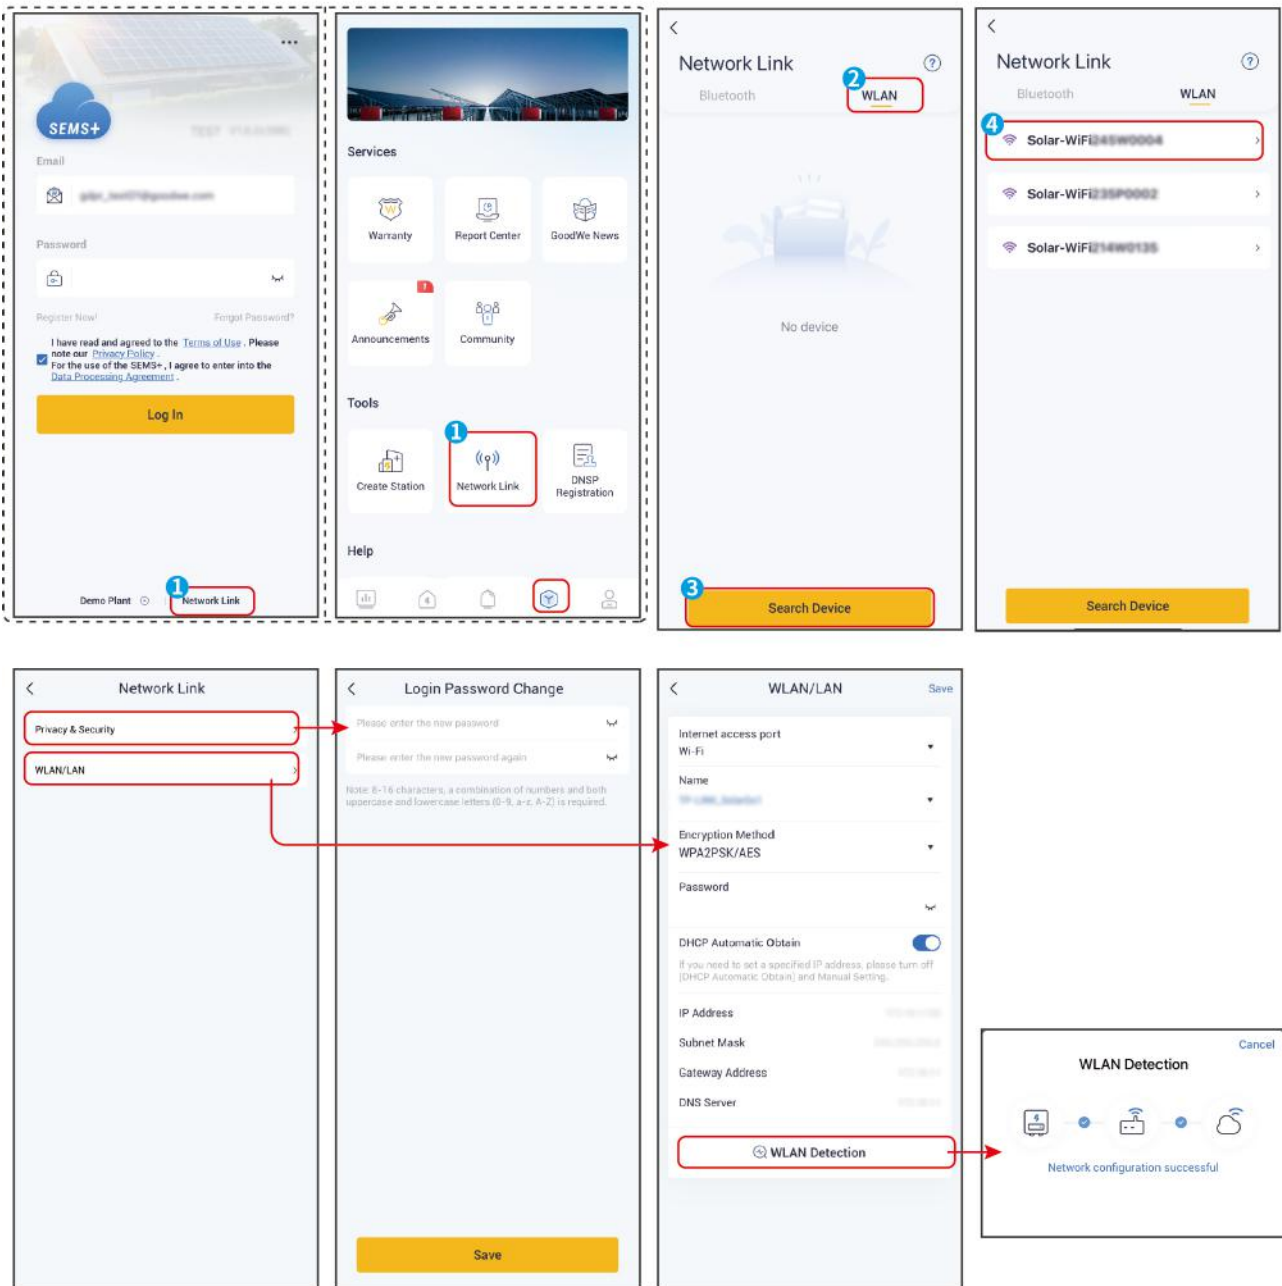 SEMS+
Email
Password
Register Now!
Forgot Password?
I have read and agreed to the Terms of Use . Please
note our Privacy Policy .
For the use of the SEMS+ , I agree to enter into the
Data Processing Agreement .
Log In
Demo Plant
1
Network Link
Services
W
Warranty
Report Center
GoodWe News
Announcements
Community
Tools
1
Create Station
Network Link
DNSP
Registration
Help
Network Link
?
Bluetooth
2
WLAN
No device
3
Search Device
Network Link
?
Bluetooth
WLAN
4
Solar-WiFi245W0004
Solar-WiFi235P0002
Solar-WiFi214W0135
Search Device
Network Link
Privacy & Security
WLAN/LAN
Login Password Change
Please enter the new password
Please enter the new password again
Note: 8-16 characters, a combination of numbers and both
uppercase and lowercase letters (0-9, a-z, A-Z) is required.
Save
WLAN/LAN
Save
Internet access port
Wi-Fi
Name
Encryption Method
WPA2PSK/AES
Password
DHCP Automatic Obtain
If you need to set a specified IP address, please turn off
[DHCP Automatic Obtain] and Manual Setting.
IP Address
Subnet Mask
Gateway Address
DNS Server
WLAN Detection
Cancel
WLAN Detection
Network configuration successful